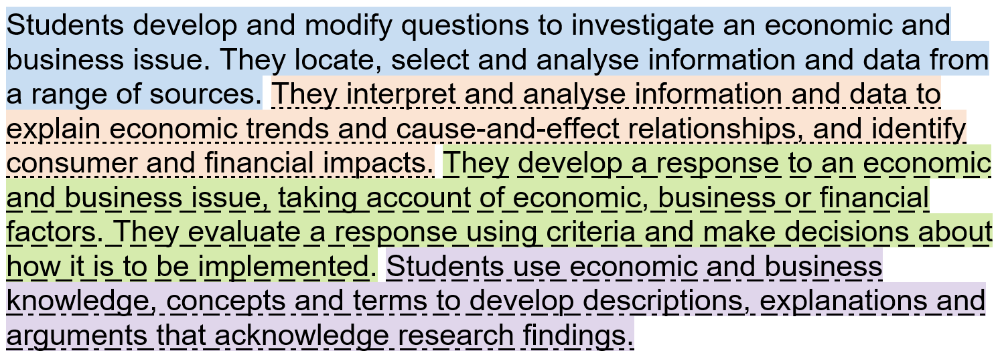 Students develop and modify questions to investigate an economic and
business issue. They locate, select and analyse information and data from
a range of sources. They interpret and analyse information and data to
explain economic trends and cause-and-effect relationships, and identify
consumer and financial impacts. They develop a response to an economic
and business issue, taking account of economic, business or financial
factors. They evaluate a response using criteria and make decisions about
how it is to be implemented. Students use economic and business
knowledge, concepts and terms to develop descriptions, explanations and
arguments that acknowledge research findings.